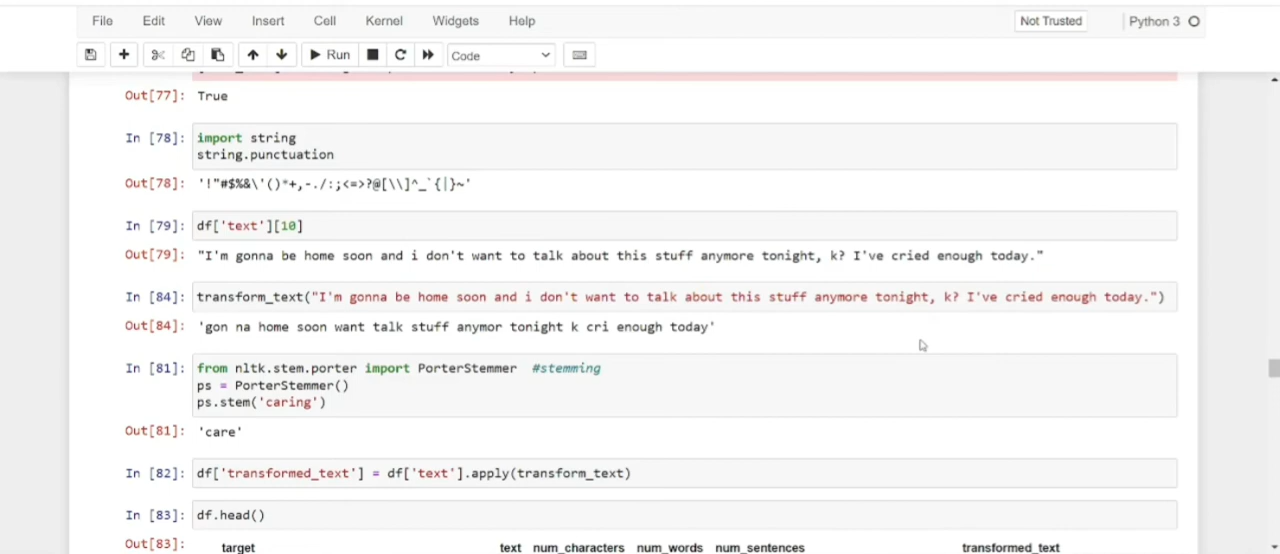 File Edit View Insert Cell Kernel Widgets Help Not Trusted Python 3
Run Code
Out[77]: True
In [78]: import string
string.punctuation
Out[78]: '!"#$%&\'()*+,-./:;<=>?@[\\]^_`{|}~'
In [79]: df['text'][10]
Out[79]: "I'm gonna be home soon and i don't want to talk about this stuff anymore tonight, k? I've cried enough today."
In [84]: transform_text("I'm gonna be home soon and i don't want to talk about this stuff anymore tonight, k? I've cried enough today.")
Out[84]: 'gon na home soon want talk stuff anymor tonight k cri enough today'
In [81]: from nltk.stem.porter import PorterStemmer #stemming
ps = PorterStemmer()
ps.stem('caring')
Out[81]: 'care'
In [82]: df['transformed_text'] = df['text'].apply(transform_text)
In [83]: df.head()
Out[83]: target text num_characters num_words num_sentences transformed_text